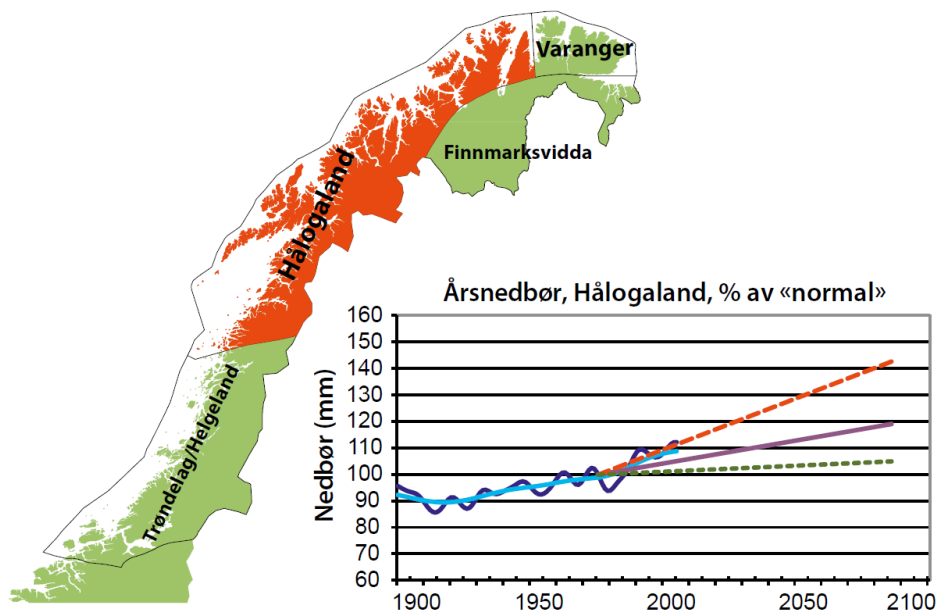 Varanger
Finnmarksvidda
Hålogaland
Trøndelag/Helgeland
Årsnedbør, Hålogaland, % av «normal»
Nedbør (mm)
160
150
140
120
110
100
90
80
70
60
1900
1950
2000
2050
2100